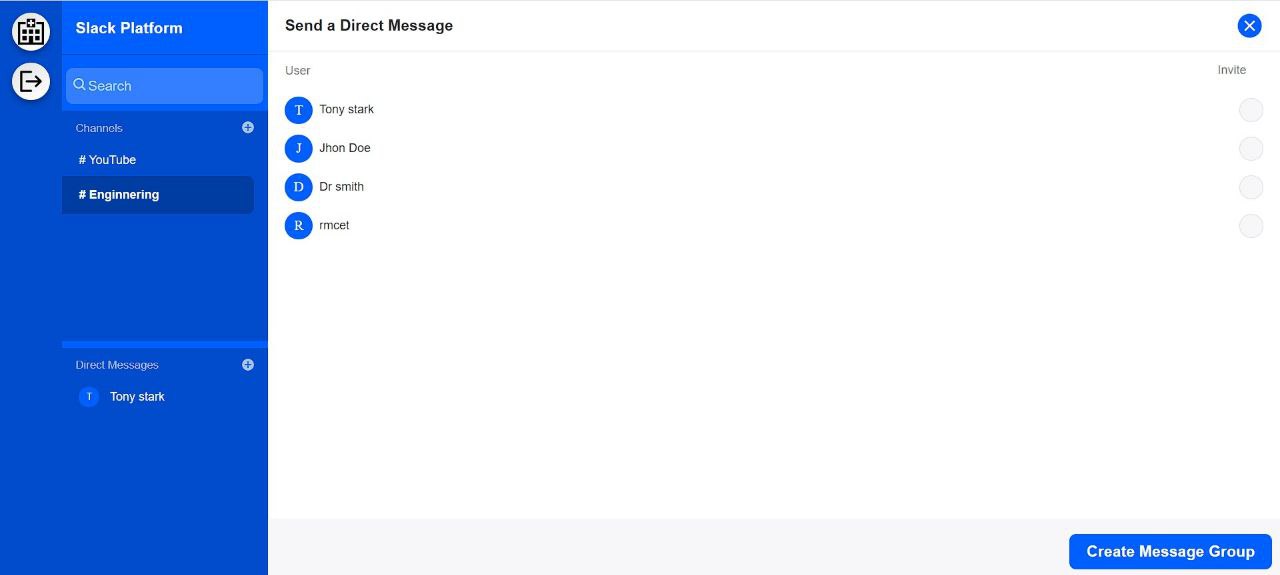 Slack Platform
Search
Channels
# YouTube
# Enginnering
Direct Messages
T Tony stark
Send a Direct Message
User Invite
T Tony stark
J Jhon Doe
D Dr smith
R rmcet
Create Message Group